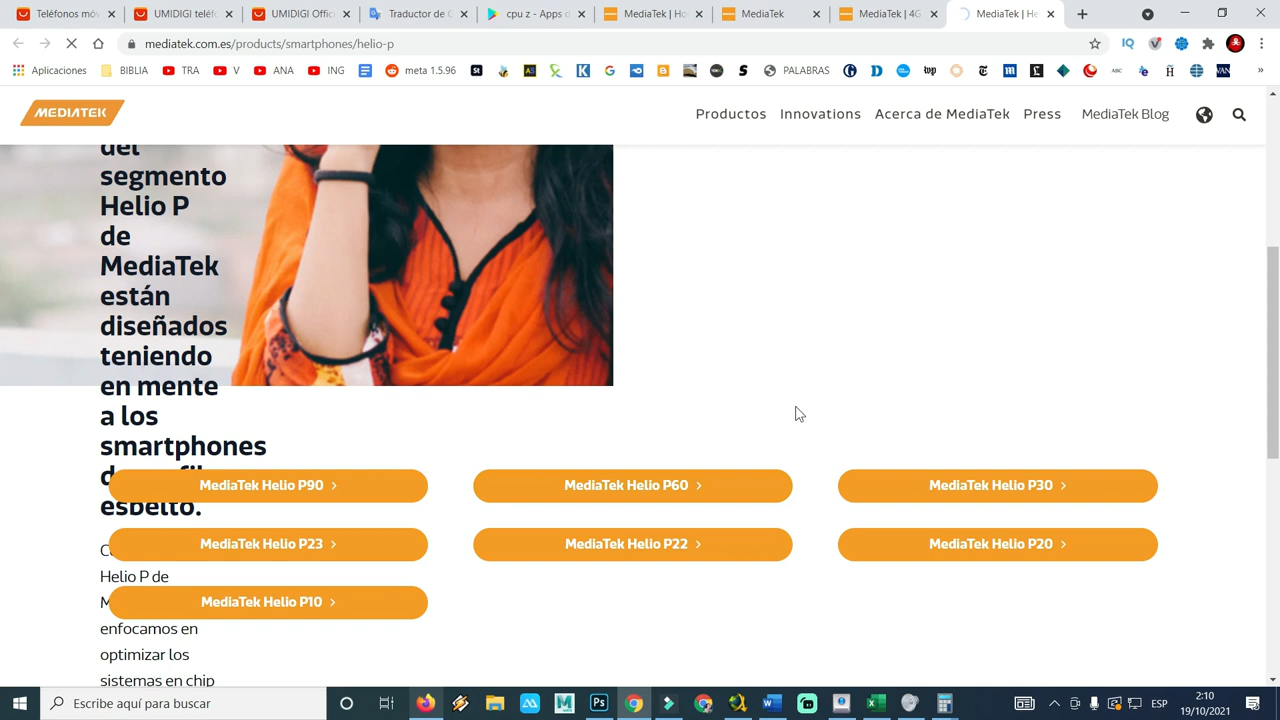 Teléfonos mó
UMIDIGI teléf
UMIDIGI Offici
Traductor de G
cpu z - Apps d
MediaTek | Ho
MediaTek
MediaTek | 4G
MediaTek | He
mediatek.com.es/products/smartphones/helio-p
Aplicaciones
BIBLIA
TRA
V
ANA
ING
meta 1.5.96
PALABRAS
MEDIATEK
Productos
Innovations
Acerca de MediaTek
Press
MediaTek Blog
del
segmento
Helio P
de
MediaTek
están
diseñados
teniendo
en mente
a los
smartphones
esbelto.
MediaTek Helio P90
MediaTek Helio P60
MediaTek Helio P30
MediaTek Helio P23
MediaTek Helio P22
MediaTek Helio P20
Helio P de
MediaTek Helio P10
enfocamos en
optimizar los
sistemas en chip
Escribe aquí para buscar
ESP
2:10
19/10/2021